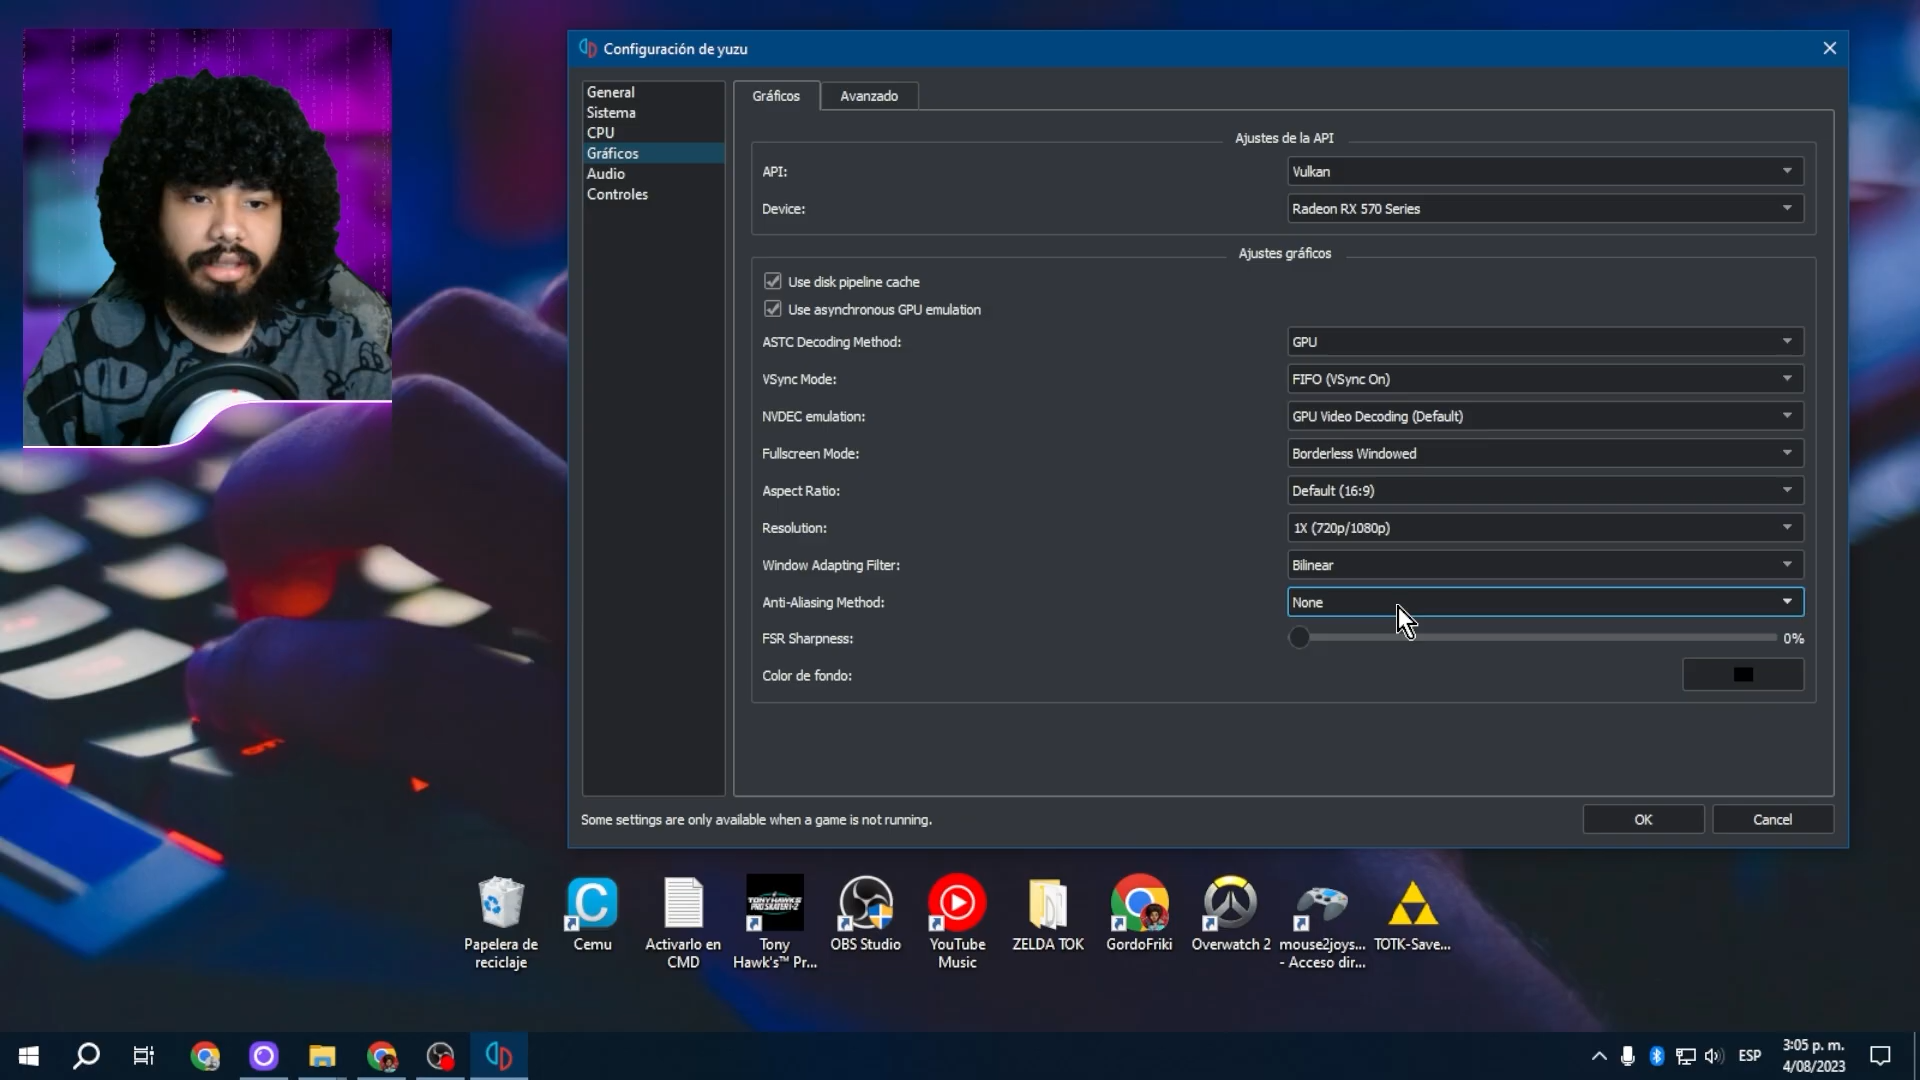 Configuración de yuzu
General
Sistema
CPU
Gráficos
Audio
Controles
Gráficos
Avanzado
Ajustes de la API
API:
Vulkan
Device:
Radeon RX 570 Series
Ajustes gráficos
Use disk pipeline cache
Use asynchronous GPU emulation
ASTC Decoding Method:
GPU
VSync Mode:
FIFO (VSync On)
NVDEC emulation:
GPU Video Decoding (Default)
Fullscreen Mode:
Borderless Windowed
Aspect Ratio:
Default (16:9)
Resolution:
1X (720p/1080p)
Window Adapting Filter:
Bilinear
Anti-Aliasing Method:
None
FSR Sharpness:
0%
Color de fondo:
Some settings are only available when a game is not running.
OK
Cancel
Papelera de
reciclaje
Cemu
Activarlo en
CMD
Tony
Hawk's™ Pr...
OBS Studio
YouTube
Music
ZELDA TOK
GordoFriki
Overwatch 2
mouse2joys...
- Acceso dir...
TOTK-Save...
ESP
3:05 p. m.
4/08/2023